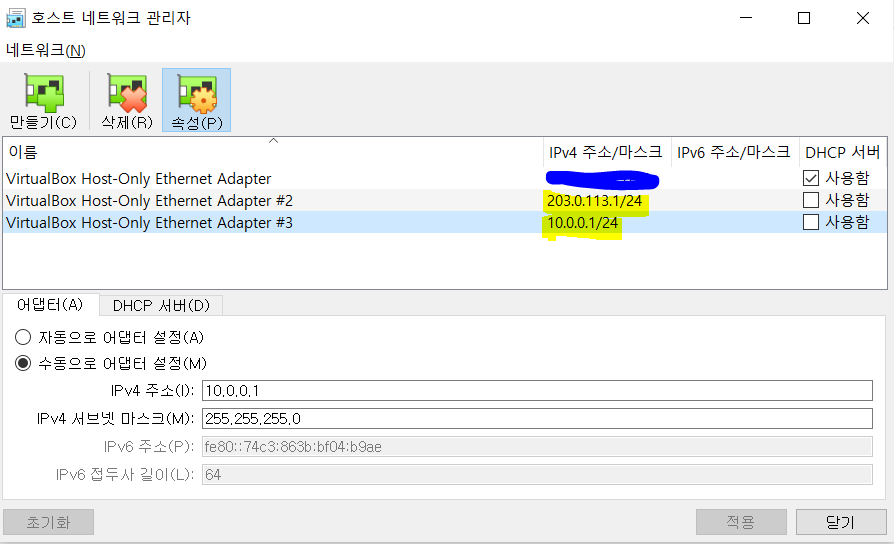 호스트 네트워크 관리자
네트워크(N)
만들기(C) 삭제(R) 속성(P)
이름 IPv4 주소/마스크 IPv6 주소/마스크 DHCP 서버
VirtualBox Host-Only Ethernet Adapter 사용함
VirtualBox Host-Only Ethernet Adapter #2 203.0.113.1/24 사용함
VirtualBox Host-Only Ethernet Adapter #3 10.0.0.1/24 사용함
어댑터(A) DHCP 서버(D)
자동으로 어댑터 설정(A)
수동으로 어댑터 설정(M)
IPv4 주소(I): 10.0.0.1
IPv4 서브넷 마스크(M): 255.255.255.0
IPv6 주소(P): fe80::74c3:863b:bf04:b9ae
IPv6 접두사 길이(L): 64
초기화 적용 닫기